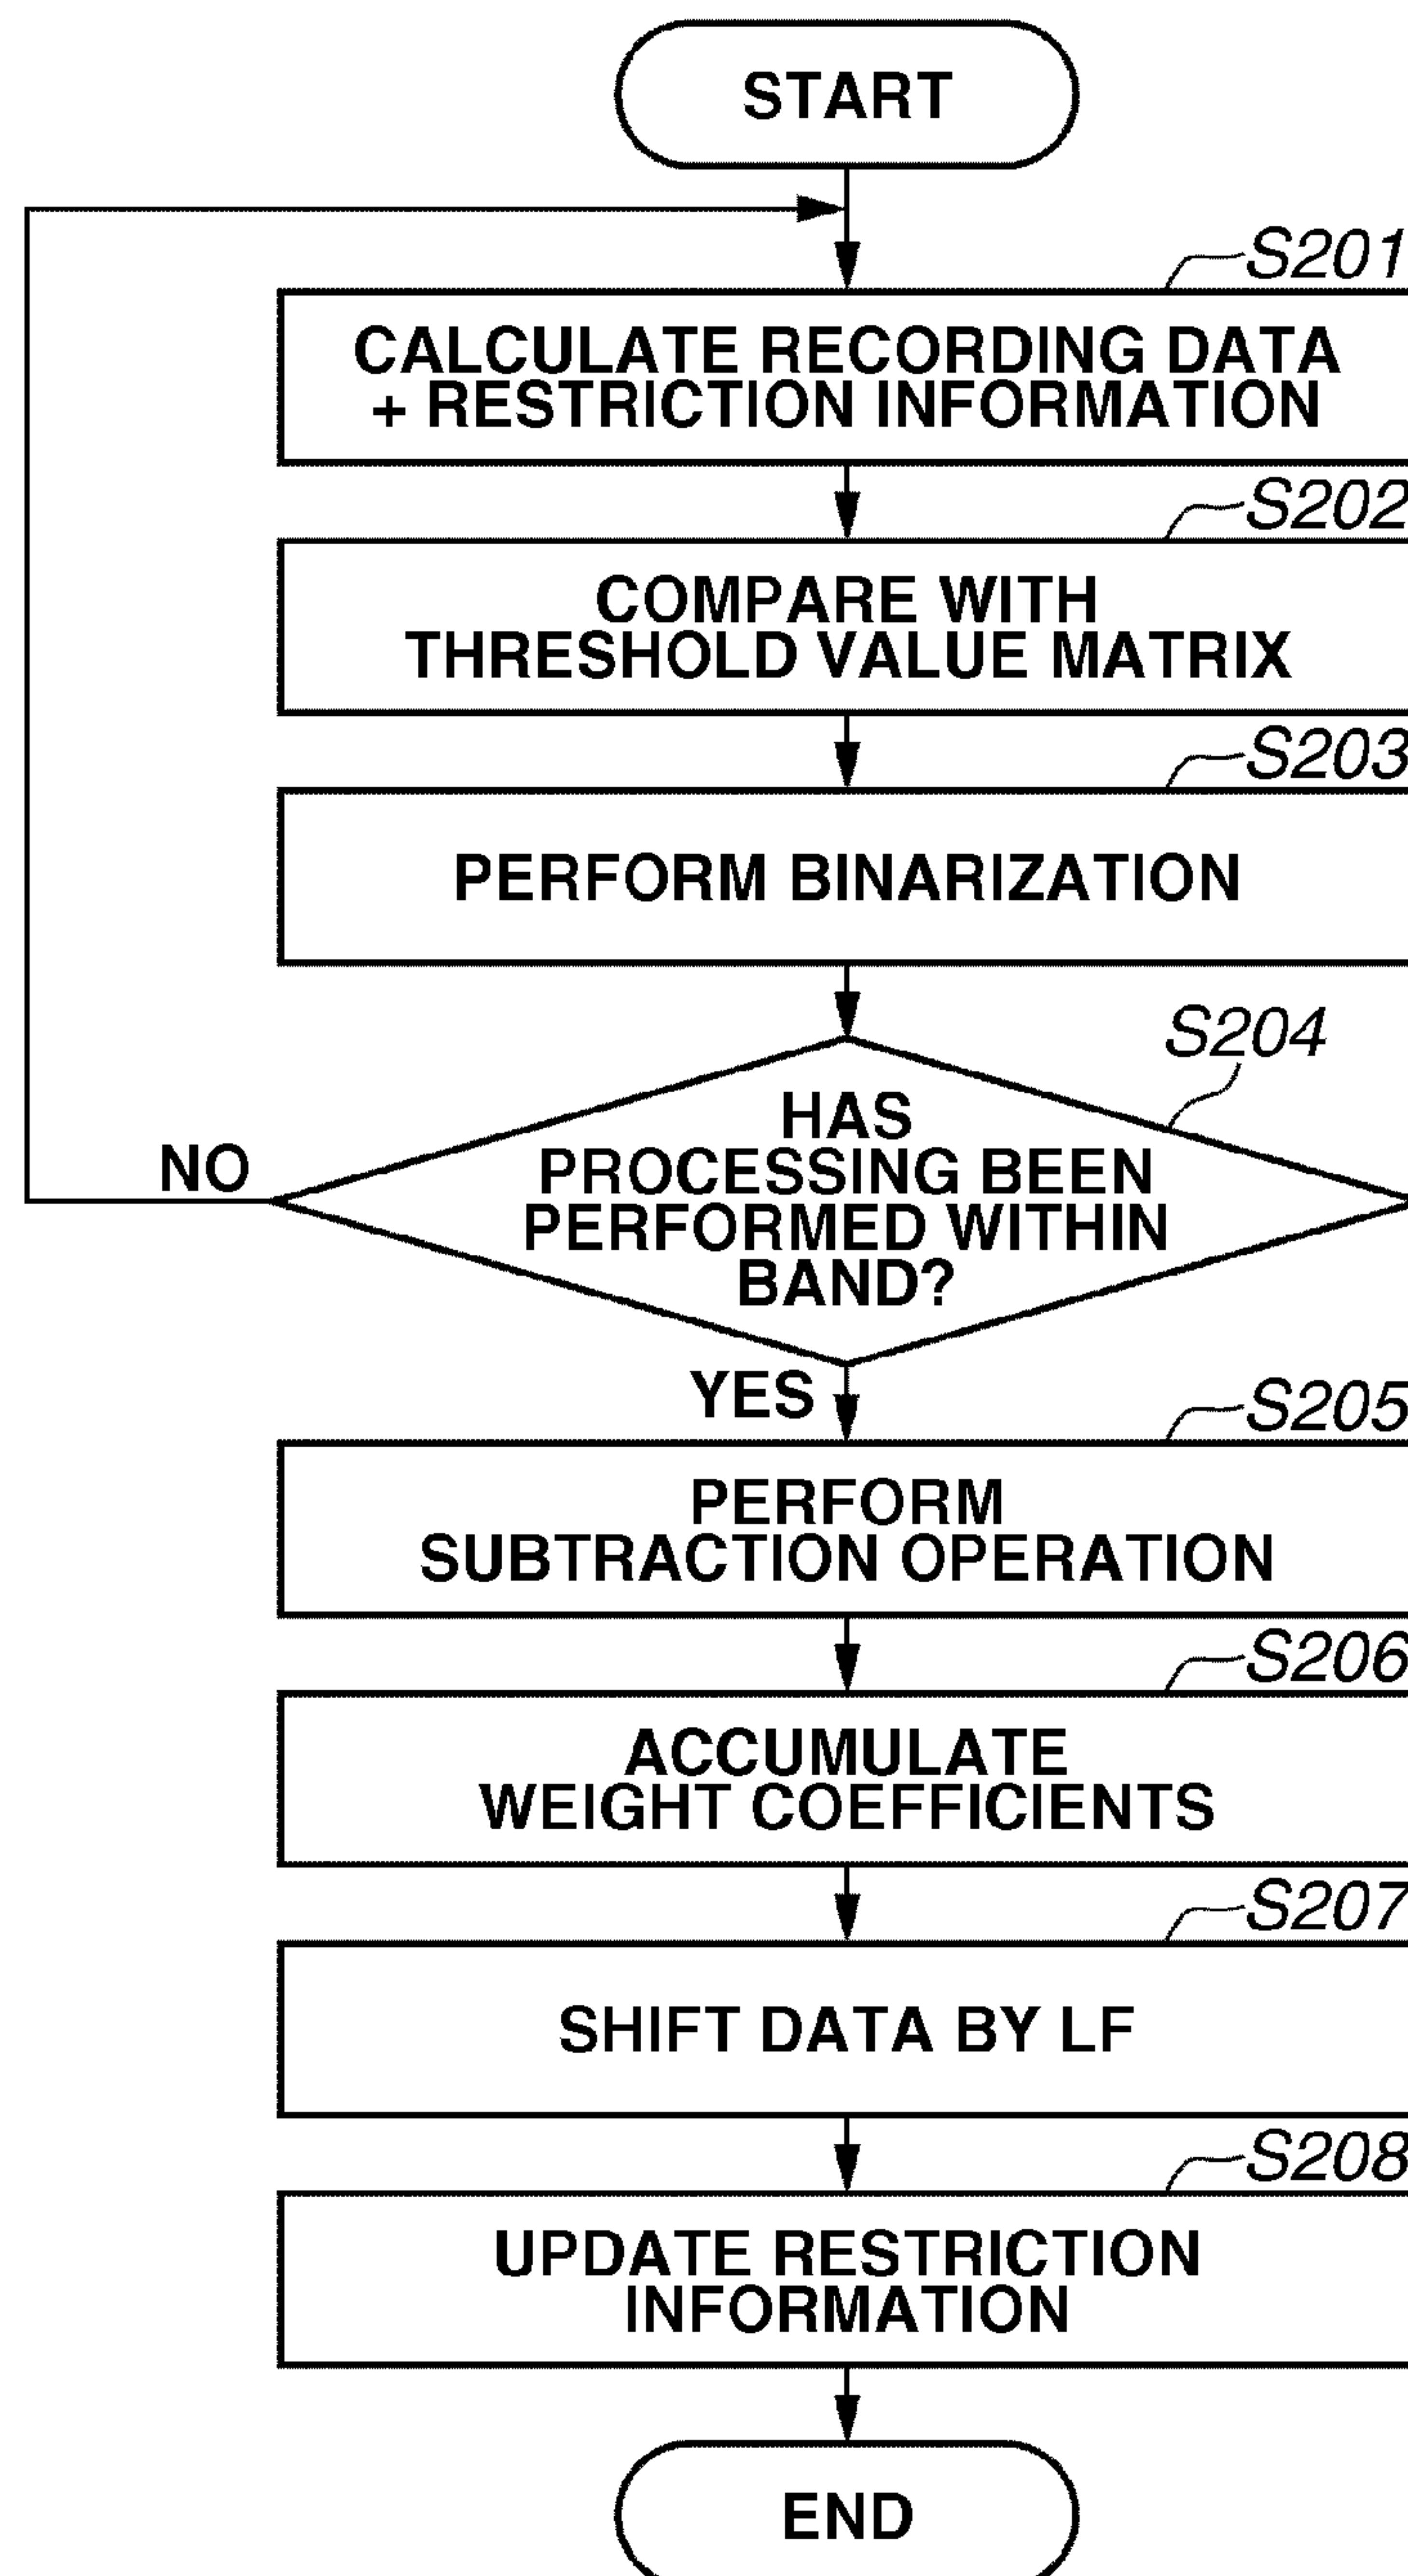 START
S201
CALCULATE RECORDING DATA
+ RESTRICTION INFORMATION
S202
COMPARE WITH
THRESHOLD VALUE MATRIX
S203
PERFORM BINARIZATION
S204
HAS
PROCESSING BEEN
PERFORMED WITHIN
BAND?
NO
YES
S205
PERFORM
SUBTRACTION OPERATION
S206
ACCUMULATE
WEIGHT COEFFICIENTS
S207
SHIFT DATA BY LF
S208
UPDATE RESTRICTION
INFORMATION
END